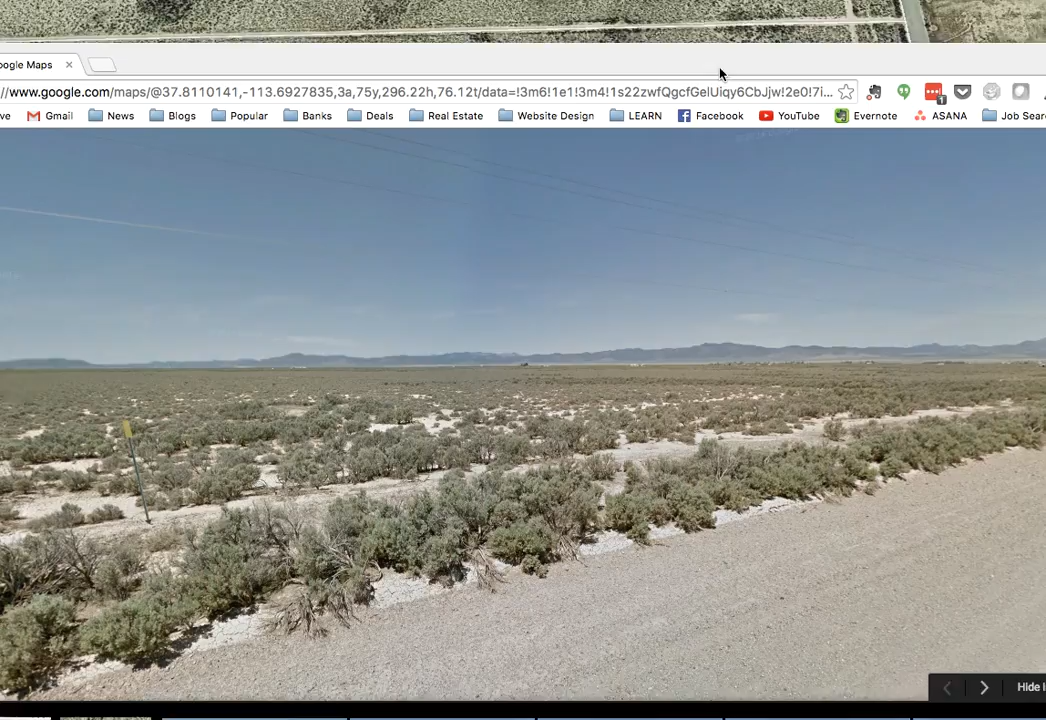 oogle Maps
//www.google.com/maps/@37.8110141,-113.6927835,3a,75y,296.22h,76.12t/data=!3m6!1e1!3m4!1s22zwfQgcfGelUiqy6CbJjw!2e0!7i...
1
ve Gmail News Blogs Popular Banks Deals Real Estate Website Design LEARN Facebook YouTube Evernote ASANA Job Sear
Hide i